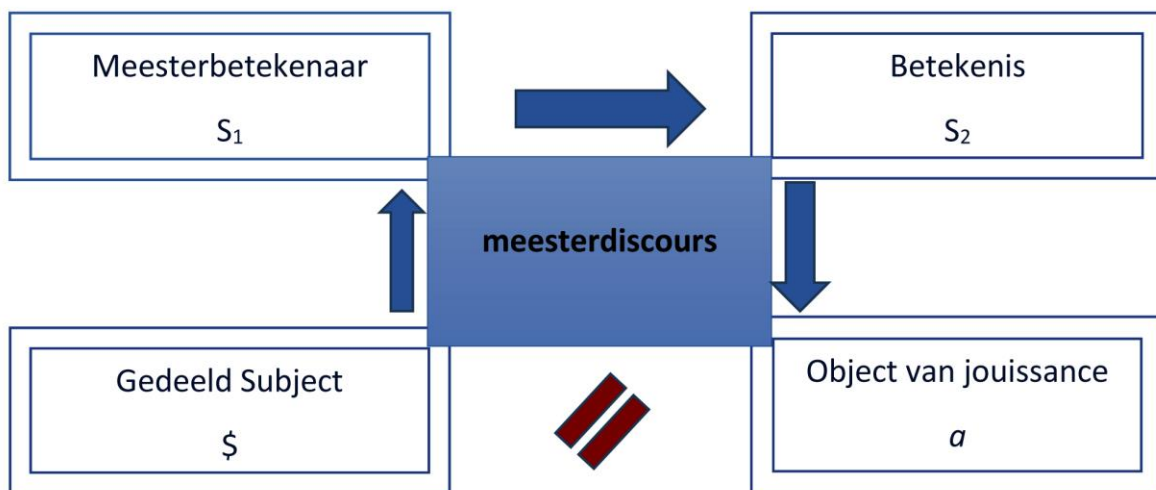 Meesterbetekenaar
S₁
Betekenis
S₂
meesterdiscours
Gedeeld Subject
$
Object van jouissance
a